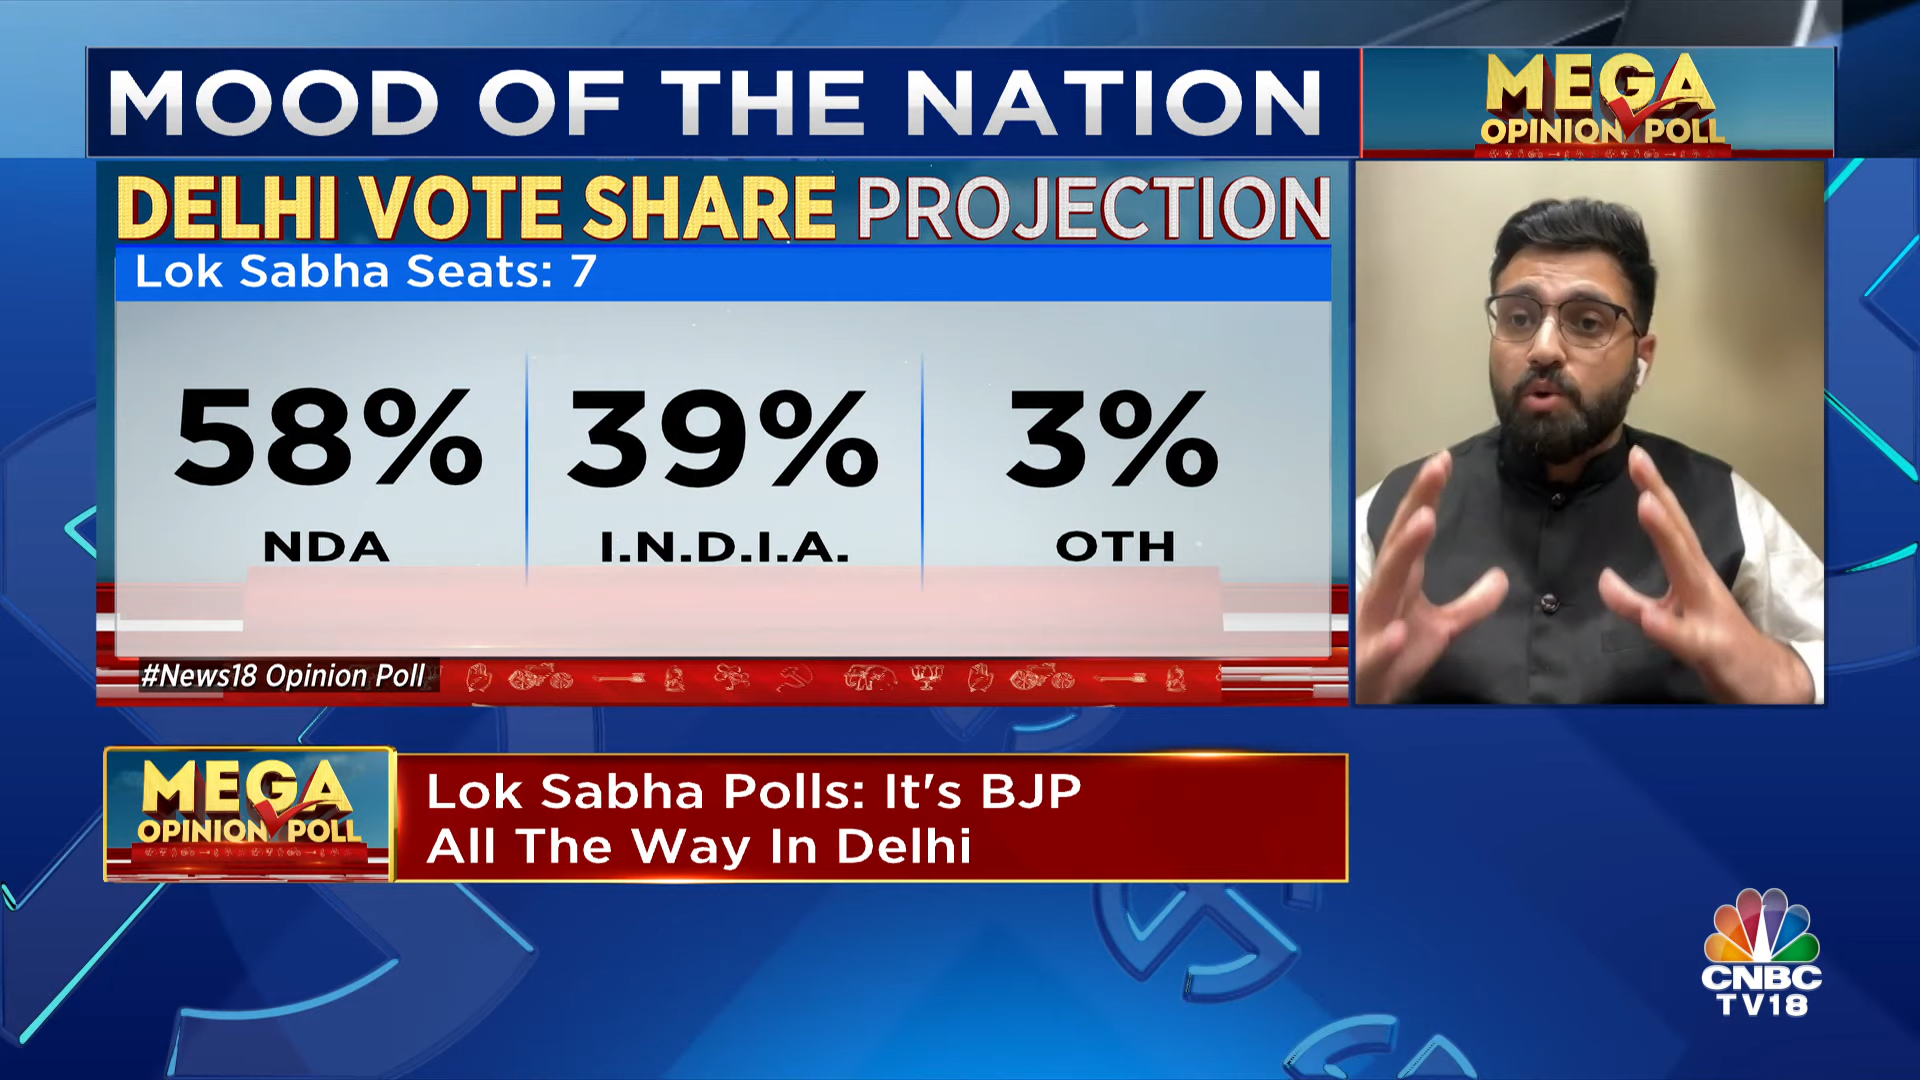 MOOD OF THE NATION
MEGA
OPINION POLL
DELHI VOTE SHARE PROJECTION
Lok Sabha Seats: 7
58%
NDA
39%
I.N.D.I.A.
3%
OTH
#News18 Opinion Poll
MEGA
OPINION POLL
Lok Sabha Polls: It's BJP
All The Way In Delhi
CNBC
TV18